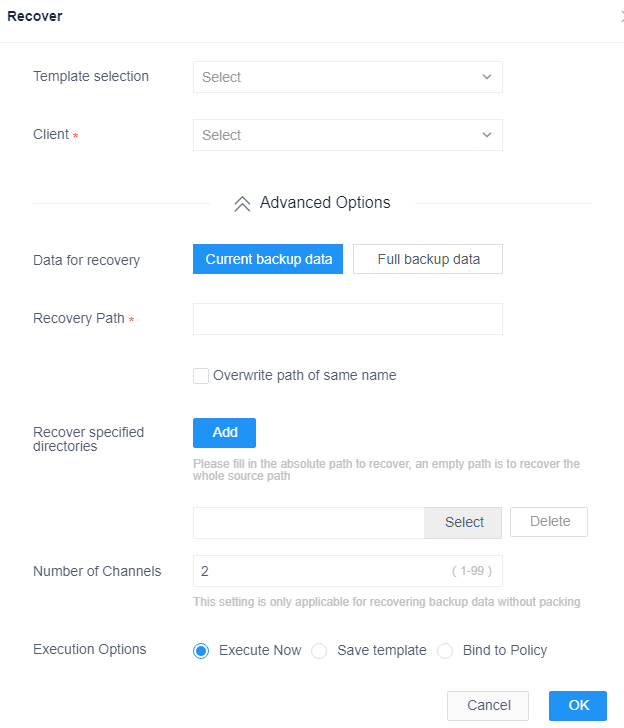 Recover
Template selection
Select
Client *
Select
Advanced Options
Data for recovery
Current backup data
Full backup data
Recovery Path *
Overwrite path of same name
Recover specified
directories
Add
Please fill in the absolute path to recover, an empty path is to recover the
whole source path
Select
Delete
Number of Channels
2
( 1-99 )
This setting is only applicable for recovering backup data without packing
Execution Options
Execute Now
Save template
Bind to Policy
Cancel
OK